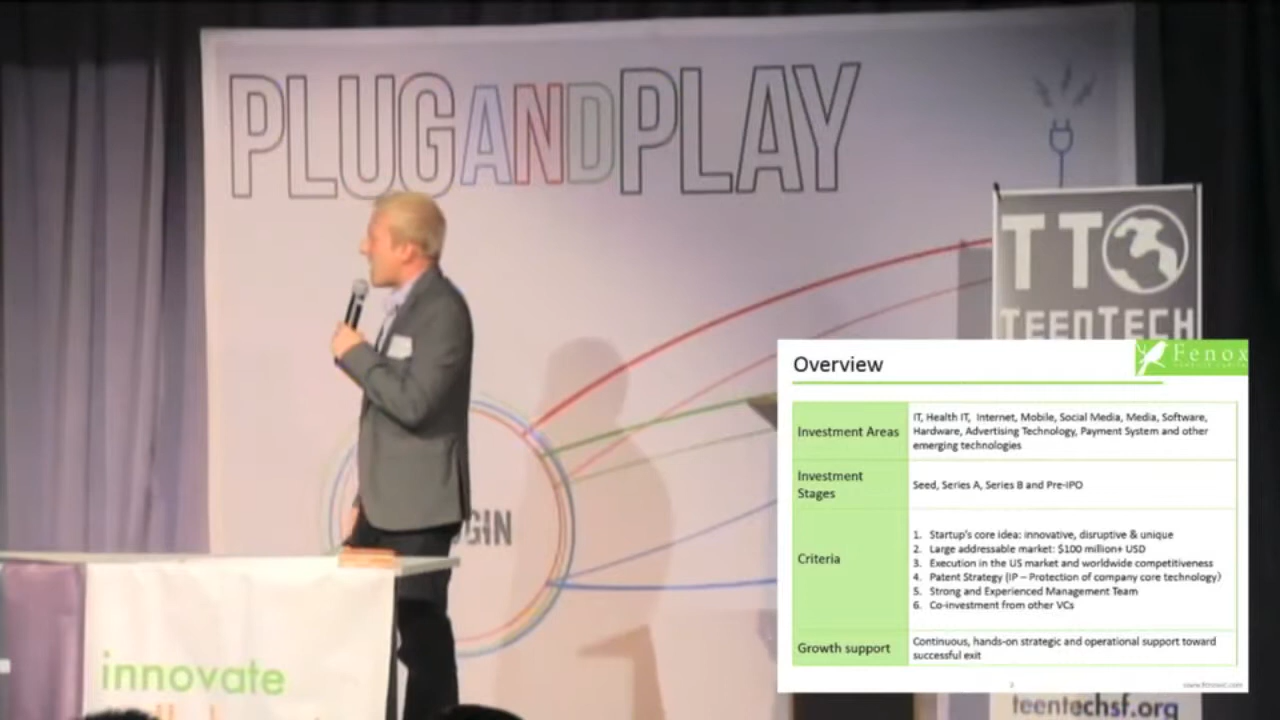 PLUGANDPLAY
TT
TEENTECH
GIN
Overview
Fenox
Investment Areas
IT, Health IT, Internet, Mobile, Social Media, Media, Software,
Hardware, Advertising Technology, Payment System and other
emerging technologies
Investment
Stages
Seed, Series A, Series B and Pre-IPO
Criteria
1. Startup's core idea: innovative, disruptive & unique
2. Large addressable market: $100 million+ USD
3. Execution in the US market and worldwide competitiveness
4. Patent Strategy (IP – Protection of company core technology)
5. Strong and Experienced Management Team
6. Co-investment from other VCs
Growth support
Continuous, hands-on strategic and operational support toward
successful exit
innovate
teentechsf.org